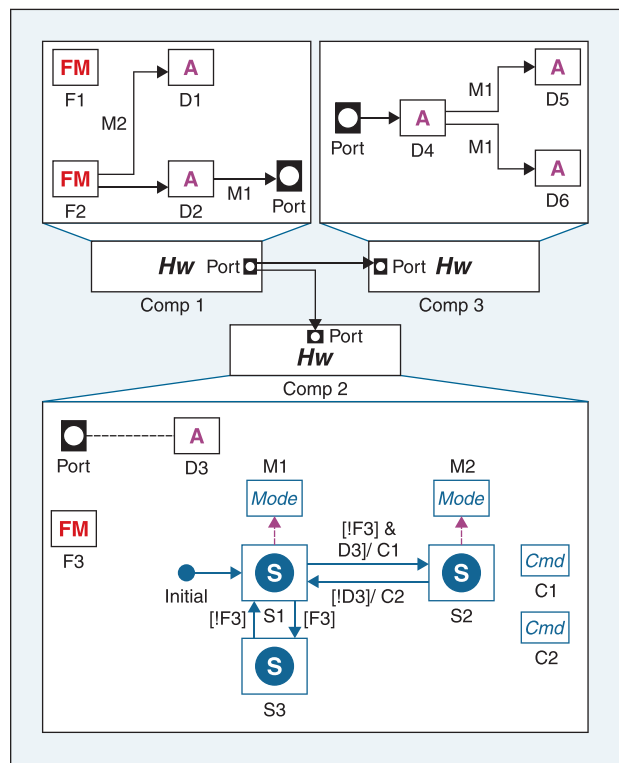 FM
F1
A
D1
M2
FM
F2
A
D2
M1
Port
Port
A
D4
M1
M1
A
D5
A
D6
Hw
Port
Comp 1
Port
Hw
Comp 3
Port
Hw
Comp 2
Port
A
D3
FM
F3
M1
Mode
M2
Mode
Initial
S
S1
[!F3] &
D3]/ C1
[!D3]/ C2
S
S2
[!F3]
[F3]
S
S3
Cmd
C1
Cmd
C2